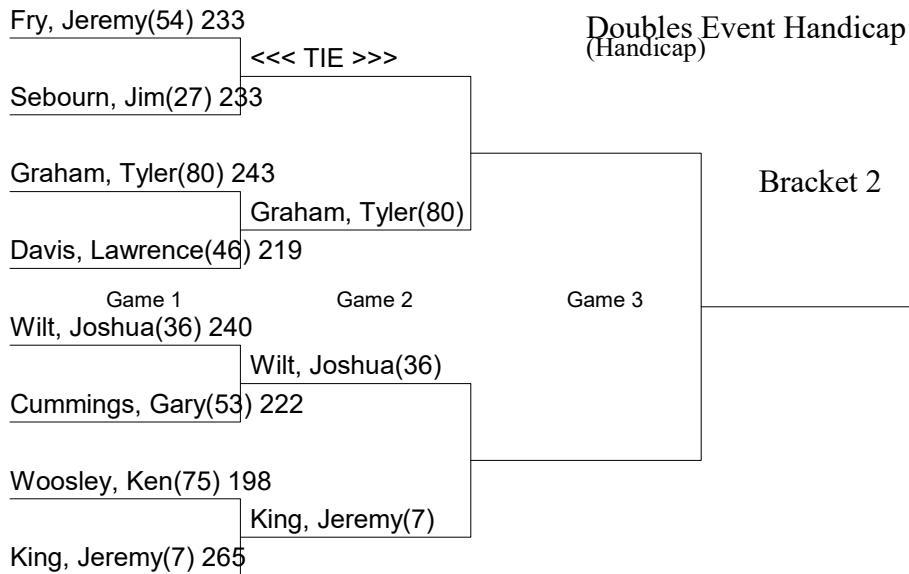 Fry, Jeremy(54) 233
Doubles Event Handicap
(Handicap)
<<< TIE >>>
Sebourn, Jim(27) 233
Graham, Tyler(80) 243
Bracket 2
Graham, Tyler(80)
Davis, Lawrence(46) 219
Game 1
Game 2
Game 3
Wilt, Joshua(36) 240
Wilt, Joshua(36)
Cummings, Gary(53) 222
Woosley, Ken(75) 198
King, Jeremy(7)
King, Jeremy(7) 265